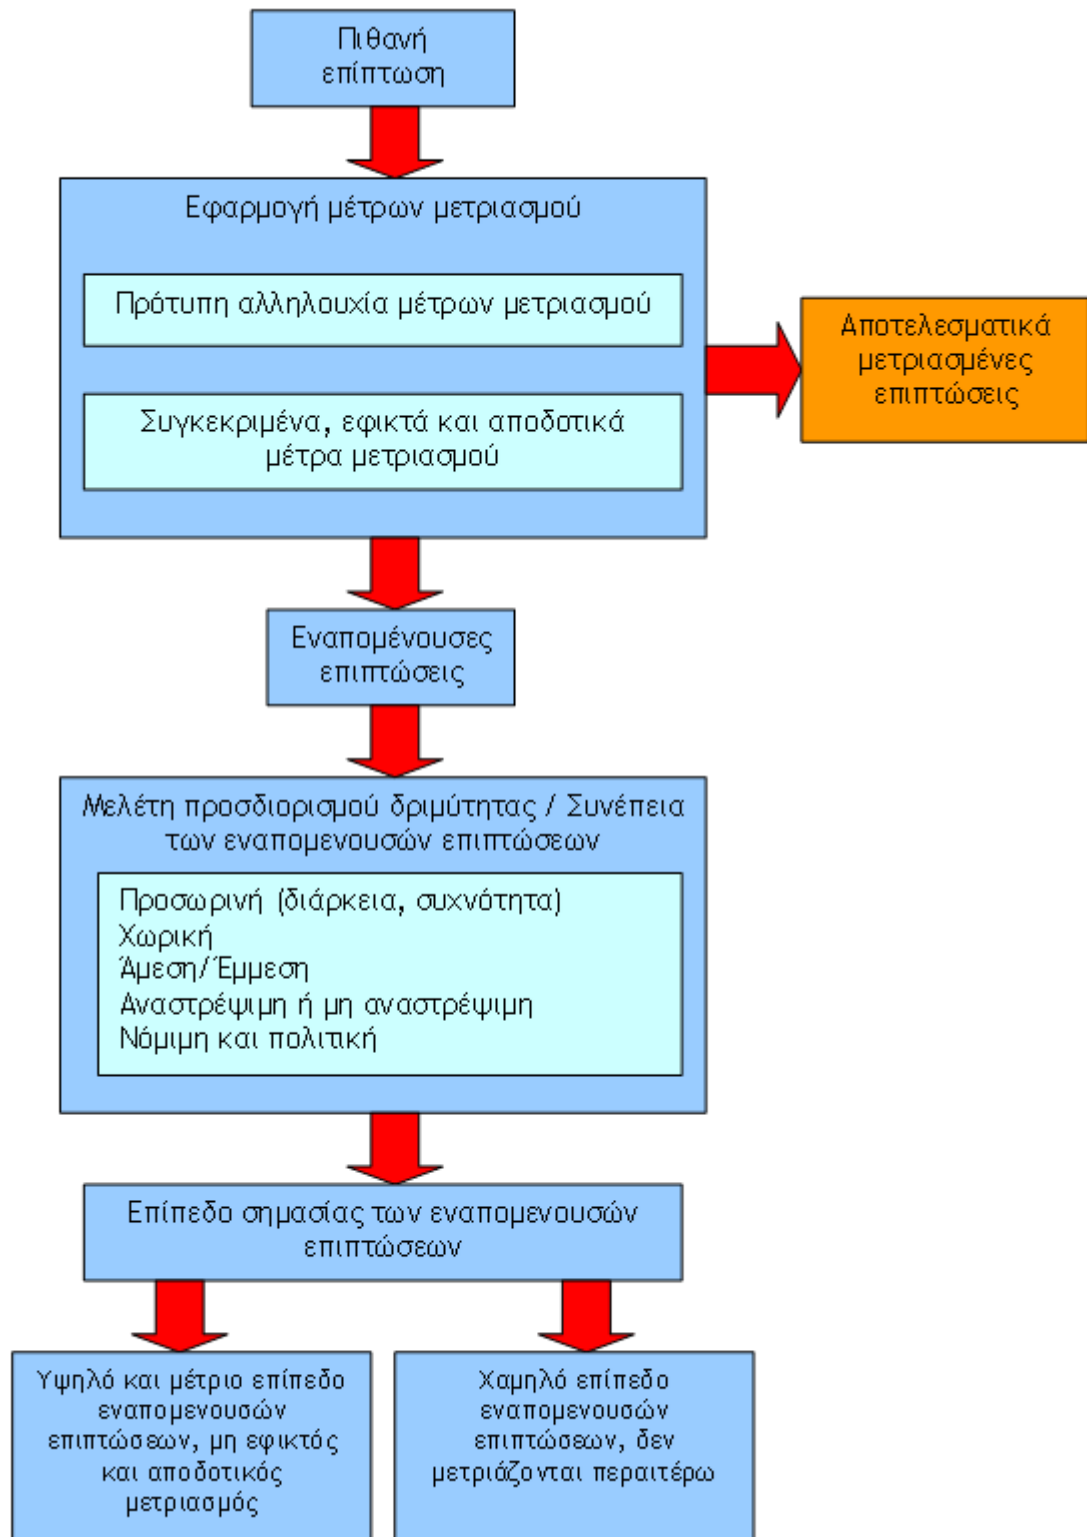 Πιθανή
επίπτωση
Εφαρμογή μέτρων μετριασμού
Πρότυπη αλληλουχία μέτρων μετριασμού
Συγκεκριμένα, εφικτά και αποδοτικά
μέτρα μετριασμού
Αποτελεσματικά
μετριασμένες
επιπτώσεις
Εναπομένουσες
επιπτώσεις
Μελέτη προσδιορισμού δριμύτητας / Συνέπεια
των εναπομενουσών επιπτώσεων
Προσωρινή (διάρκεια, συχνότητα)
Χωρική
Άμεση/Έμμεση
Αναστρέψιμη ή μη αναστρέψιμη
Νόμιμη και πολιτική
Επίπεδο σημασίας των εναπομενουσών
επιπτώσεων
Υψηλό και μέτριο επίπεδο
εναπομενουσών
επιπτώσεων, μη εφικτός
και αποδοτικός
μετριασμός
Χαμηλό επίπεδο
εναπομενουσών
επιπτώσεων, δεν
μετριάζονται περαιτέρω